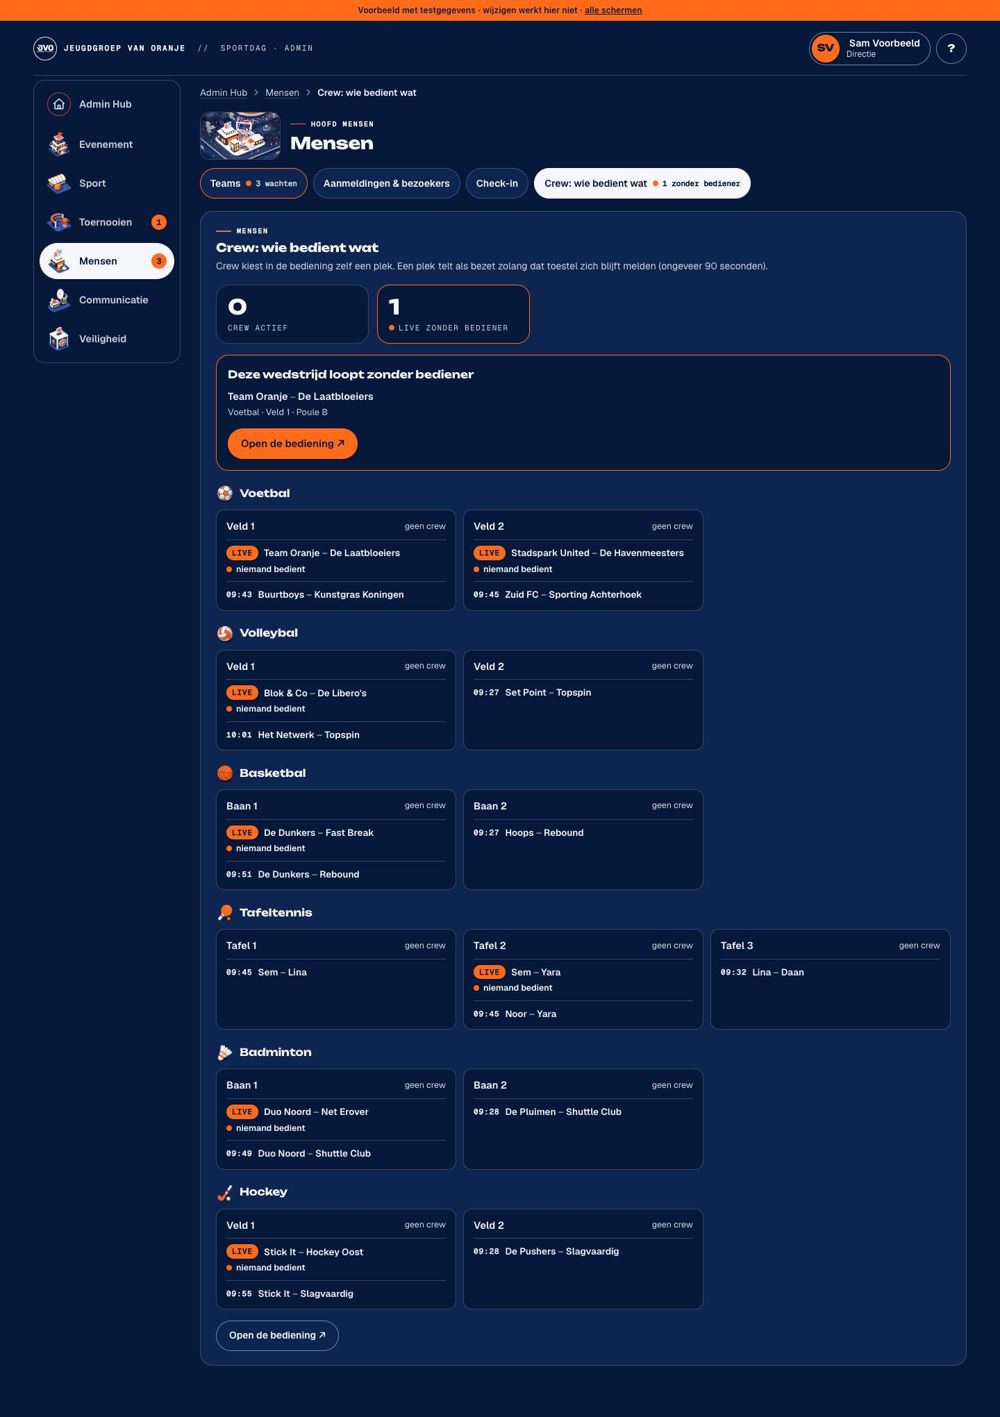 Voorbeeld met testgegevens · wijzigen werkt hier niet · alle schermen
JVO JEUGDGROEP VAN ORANJE // SPORTDAG · ADMIN
SV Sam Voorbeeld
Directie
?
Admin Hub
Evenement
Sport
Toernooien 1
Mensen 3
Communicatie
Veiligheid
Admin Hub > Mensen > Crew: wie bedient wat
HOOFD MENSEN
Mensen
Teams 3 wachten
Aanmeldingen & bezoekers
Check-in
Crew: wie bedient wat 1 zonder bediener
MENSEN
Crew: wie bedient wat
Crew kiest in de bediening zelf een plek. Een plek telt als bezet zolang dat toestel zich blijft melden (ongeveer 90 seconden).
0
CREW ACTIEF
1
LIVE ZONDER BEDIENER
Deze wedstrijd loopt zonder bediener
Team Oranje – De Laatbloeiers
Voetbal · Veld 1 · Poule B
Open de bediening ↗
Voetbal
Veld 1 geen crew
LIVE Team Oranje – De Laatbloeiers
niemand bedient
09:43 Buurtboys – Kunstgras Koningen
Veld 2 geen crew
LIVE Stadspark United – De Havenmeesters
niemand bedient
09:45 Zuid FC – Sporting Achterhoek
Volleybal
Veld 1 geen crew
LIVE Blok & Co – De Libero's
niemand bedient
10:01 Het Netwerk – Topspin
Veld 2 geen crew
09:27 Set Point – Topspin
Basketbal
Baan 1 geen crew
LIVE De Dunkers – Fast Break
niemand bedient
09:51 De Dunkers – Rebound
Baan 2 geen crew
09:27 Hoops – Rebound
Tafeltennis
Tafel 1 geen crew
09:45 Sem – Lina
Tafel 2 geen crew
LIVE Sem – Yara
niemand bedient
09:45 Noor – Yara
Tafel 3 geen crew
09:32 Lina – Daan
Badminton
Baan 1 geen crew
LIVE Duo Noord – Net Erover
niemand bedient
09:49 Duo Noord – Shuttle Club
Baan 2 geen crew
09:28 De Pluimen – Shuttle Club
Hockey
Veld 1 geen crew
LIVE Stick It – Hockey Oost
niemand bedient
09:55 Stick It – Slagvaardig
Veld 2 geen crew
09:28 De Pushers – Slagvaardig
Open de bediening ↗